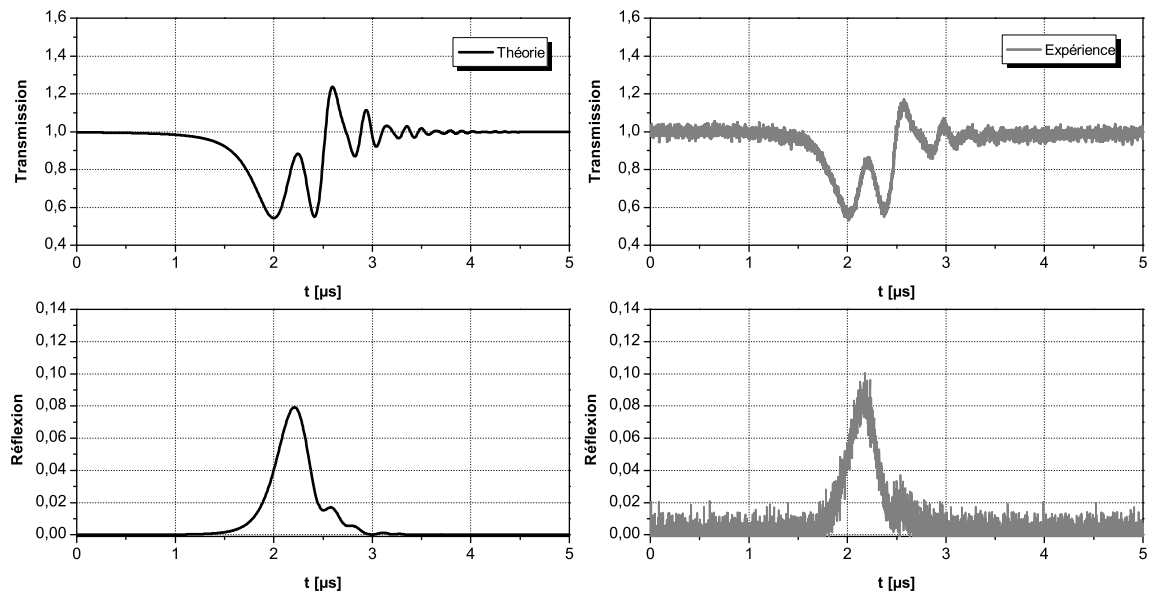 1,6
1,4
1,2
1,0
0,8
0,6
0,4
Transmission
Théorie
0 1 2 3 4 5
t [µs]
1,6
1,4
1,2
1,0
0,8
0,6
0,4
Transmission
Expérience
0 1 2 3 4 5
t [µs]
0,14
0,12
0,10
0,08
0,06
0,04
0,02
0,00
Réflexion
0 1 2 3 4 5
t [µs]
0,14
0,12
0,10
0,08
0,06
0,04
0,02
0,00
Réflexion
0 1 2 3 4 5
t [µs]